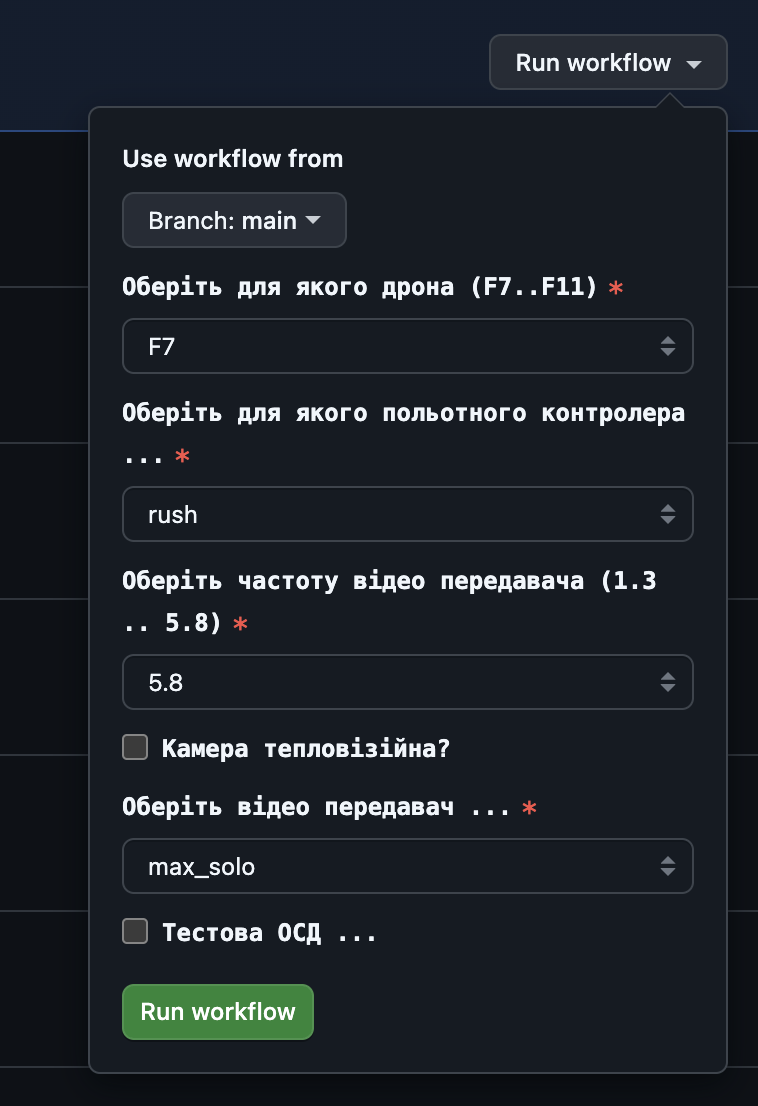 Run workflow
Use workflow from
Branch: main
Оберіть для якого дрона (F7..F11) *
F7
Оберіть для якого польотного контролера
... *
rush
Оберіть частоту відео передавача (1.3
.. 5.8) *
5.8
Камера тепловізійна?
Оберіть відео передавач ... *
max_solo
Тестова ОСД ...
Run workflow